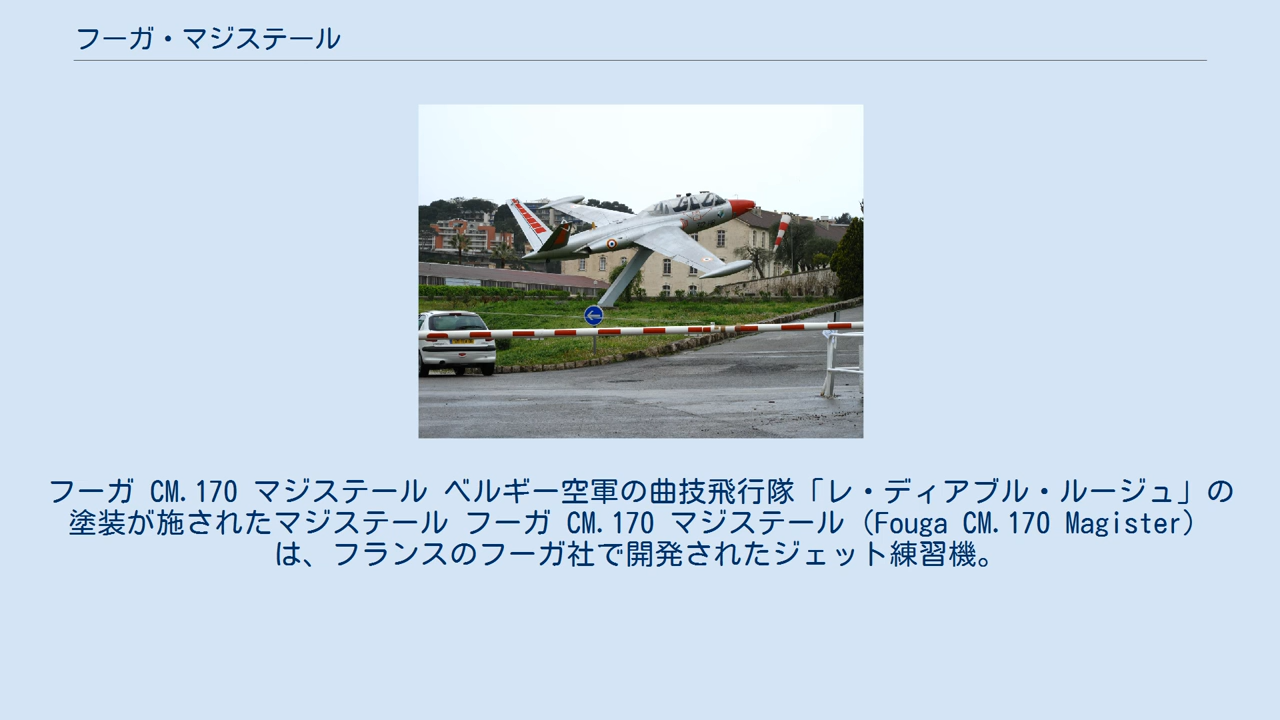 フーガ・マジステール
フーガ CM.170 マジステール ベルギー空軍の曲技飛行隊「レ・ディアブル・ルージュ」の
塗装が施されたマジステール フーガ CM.170 マジステール（Fouga CM.170 Magister）
は、フランスのフーガ社で開発されたジェット練習機。